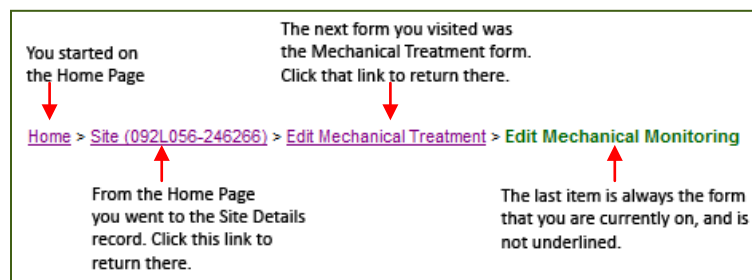 You started on
the Home Page
The next form you visited was
the Mechanical Treatment form.
Click that link to return there.
Home > Site (092L056-246266) > Edit Mechanical Treatment > Edit Mechanical Monitoring
From the Home Page
you went to the Site Details
record. Click this link to
return there.
The last item is always the form
that you are currently on, and is
not underlined.